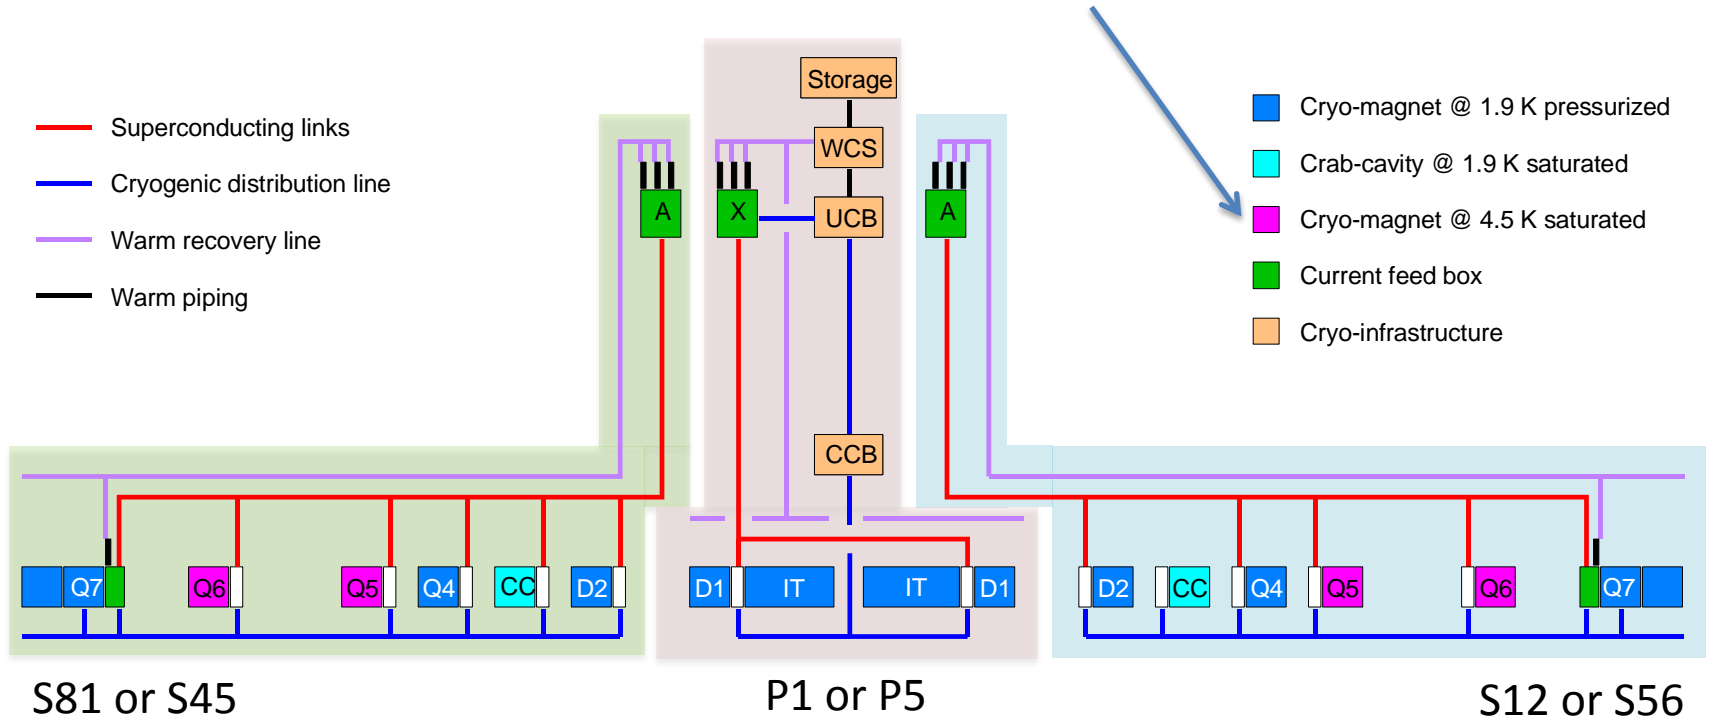 Storage
WCS
UCB
CCB
A
X
A
Superconducting links
Cryogenic distribution line
Warm recovery line
Warm piping
Cryo-magnet @ 1.9 K pressurized
Crab-cavity @ 1.9 K saturated
Cryo-magnet @ 4.5 K saturated
Current feed box
Cryo-infrastructure
Q7 Q6 Q5 Q4 CC D2 D1 IT IT D1 D2 CC Q4 Q5 Q6 Q7
S81 or S45
P1 or P5
S12 or S56